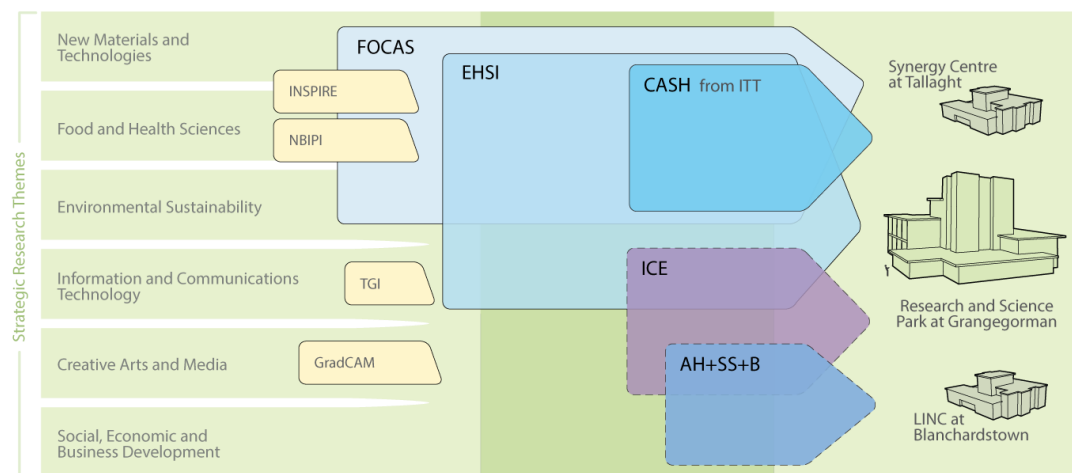 Strategic Research Themes
New Materials and
Technologies
Food and Health Sciences
Environmental Sustainability
Information and Communications
Technology
Creative Arts and Media
Social, Economic and
Business Development
INSPIRE
NBIPI
TGI
GradCAM
FOCAS
EHSI
CASH from ITT
ICE
AH+SS+B
Synergy Centre
at Tallaght
Research and Science
Park at Grangegorman
LINC at
Blanchardstown